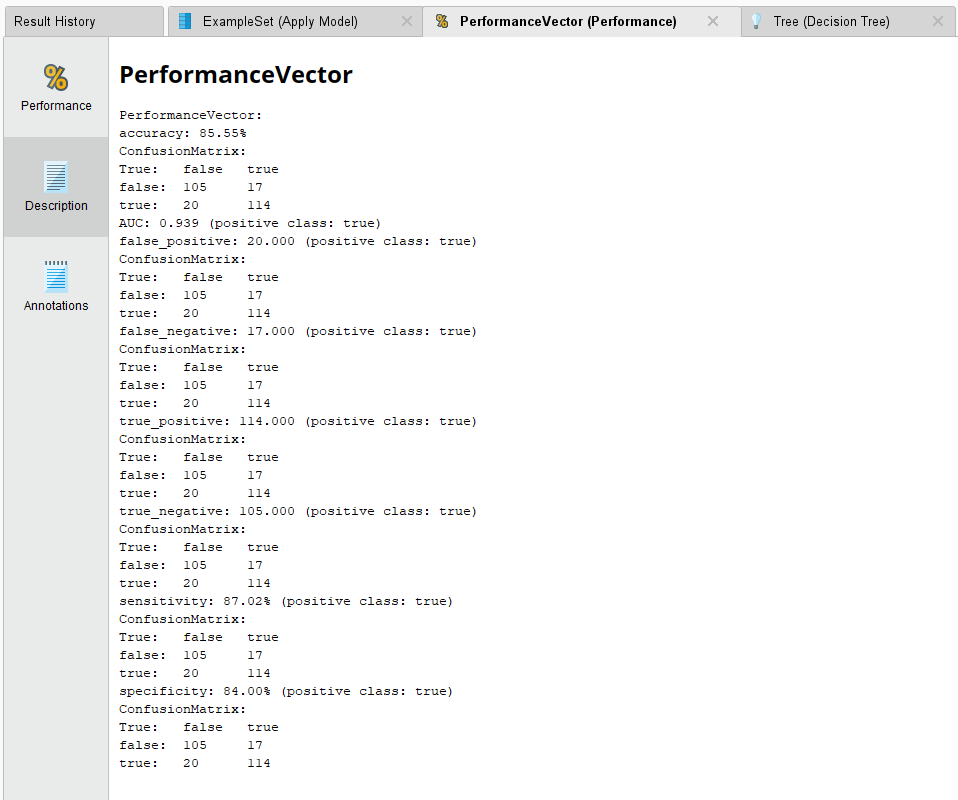 Result History
ExampleSet (Apply Model)
PerformanceVector (Performance)
Tree (Decision Tree)
Performance
Description
Annotations
PerformanceVector
PerformanceVector:
accuracy: 85.55%
ConfusionMatrix:
True: false true
false: 105 17
true: 20 114
AUC: 0.939 (positive class: true)
false_positive: 20.000 (positive class: true)
ConfusionMatrix:
True: false true
false: 105 17
true: 20 114
false_negative: 17.000 (positive class: true)
ConfusionMatrix:
True: false true
false: 105 17
true: 20 114
true_positive: 114.000 (positive class: true)
ConfusionMatrix:
True: false true
false: 105 17
true: 20 114
true_negative: 105.000 (positive class: true)
ConfusionMatrix:
True: false true
false: 105 17
true: 20 114
sensitivity: 87.02% (positive class: true)
ConfusionMatrix:
True: false true
false: 105 17
true: 20 114
specificity: 84.00% (positive class: true)
ConfusionMatrix:
True: false true
false: 105 17
true: 20 114